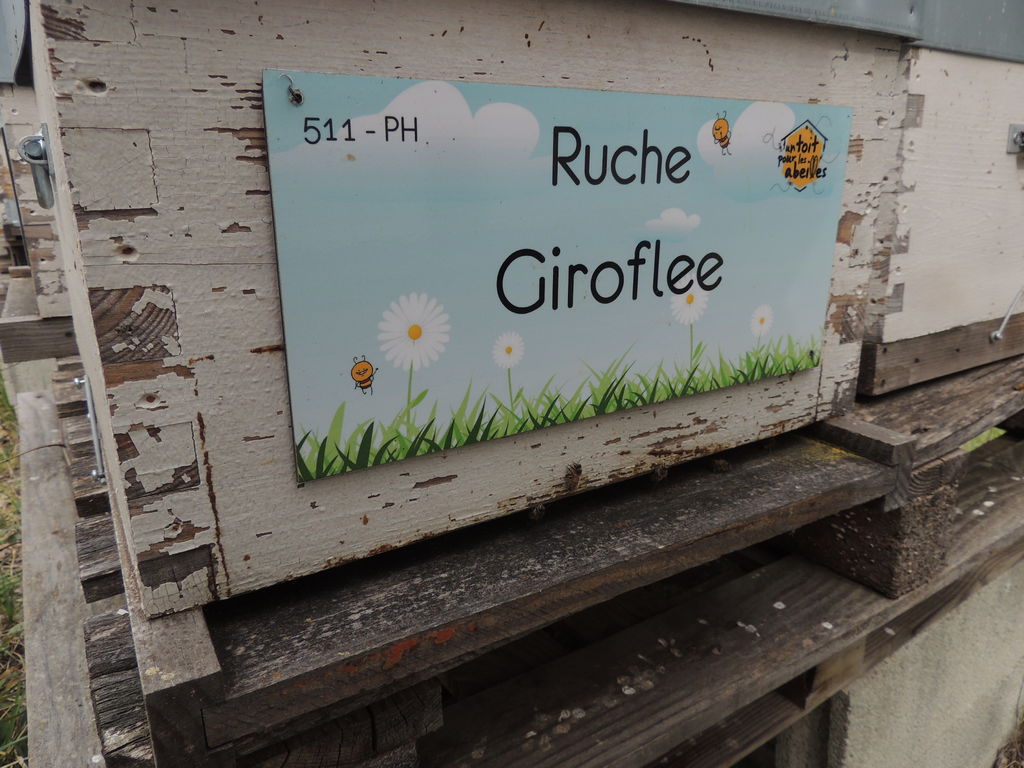 511 - PH
Ruche
Giroflee
un toit
pour les
abeilles